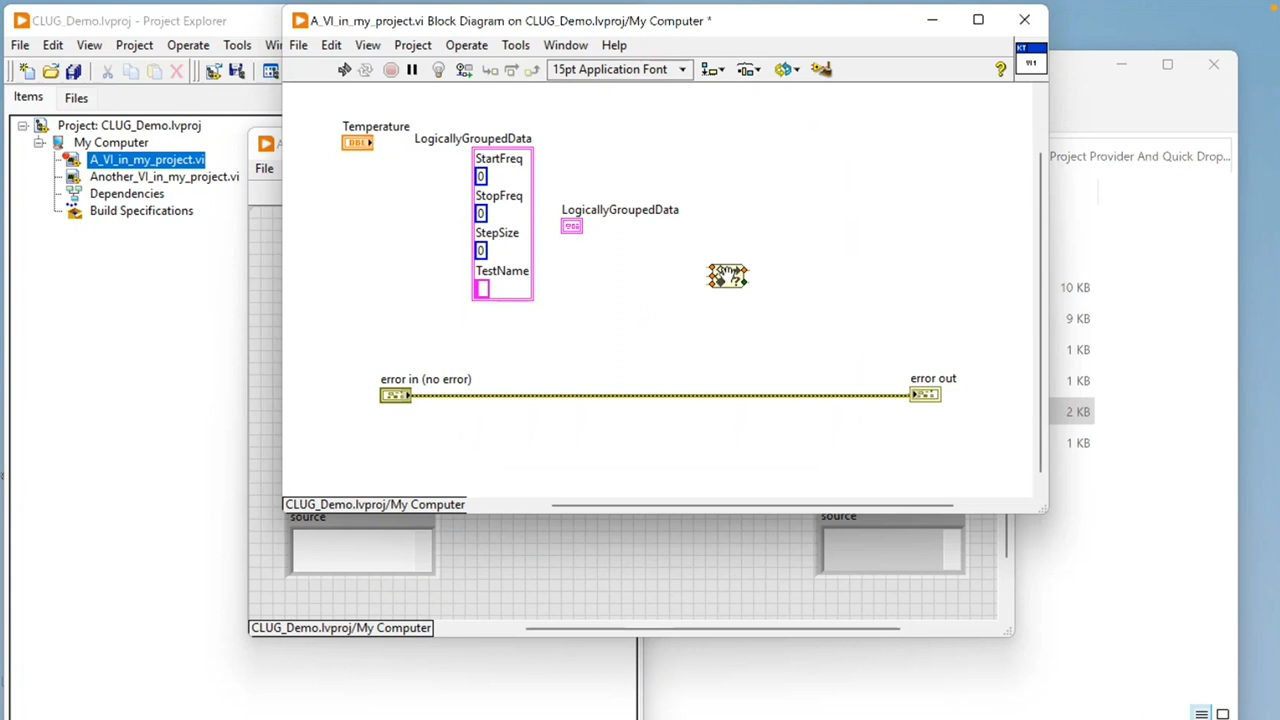 CLUG_Demo.lvproj - Project Explorer
File Edit View Project Operate Tools
Items Files
Project: CLUG_Demo.lvproj
My Computer
A_VI_in_my_project.vi
Another_VI_in_my_project.vi
Dependencies
Build Specifications
File
A_VI_in_my_project.vi Block Diagram on CLUG_Demo.lvproj/My Computer *
File Edit View Project Operate Tools Window Help
15pt Application Font
?
KT
VI1
Temperature
DBL
LogicallyGroupedData
StartFreq
0
StopFreq
0
StepSize
0
TestName
LogicallyGroupedData
?
error in (no error)
error out
CLUG_Demo.lvproj/My Computer
source
source
CLUG_Demo.lvproj/My Computer
Project Provider And Quick Drop...
10 KB
9 KB
1 KB
1 KB
2 KB
1 KB